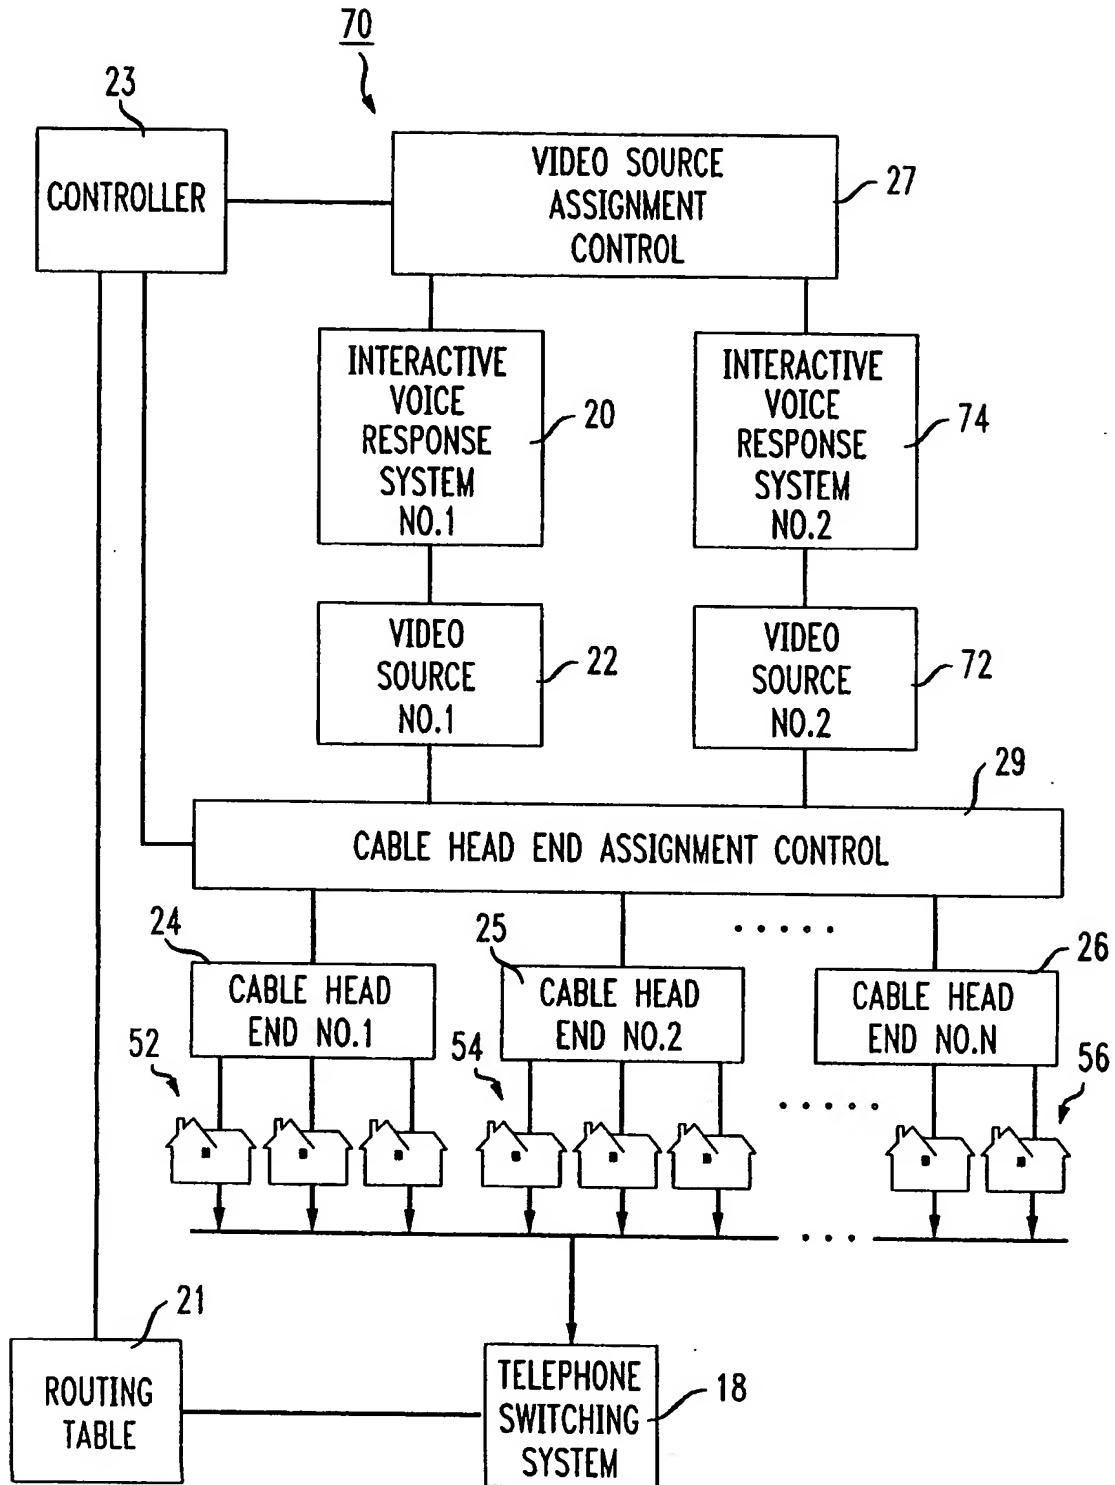 70
23
CONTROLLER
VIDEO SOURCE
ASSIGNMENT
CONTROL
27
INTERACTIVE
VOICE
RESPONSE
SYSTEM
NO.1
20
INTERACTIVE
VOICE
RESPONSE
SYSTEM
NO.2
74
VIDEO
SOURCE
NO.1
22
VIDEO
SOURCE
NO.2
72
29
CABLE HEAD END ASSIGNMENT CONTROL
24
CABLE HEAD
END NO.1
25
CABLE HEAD
END NO.2
26
CABLE HEAD
END NO.N
52
54
56
21
ROUTING
TABLE
TELEPHONE
SWITCHING
SYSTEM
18